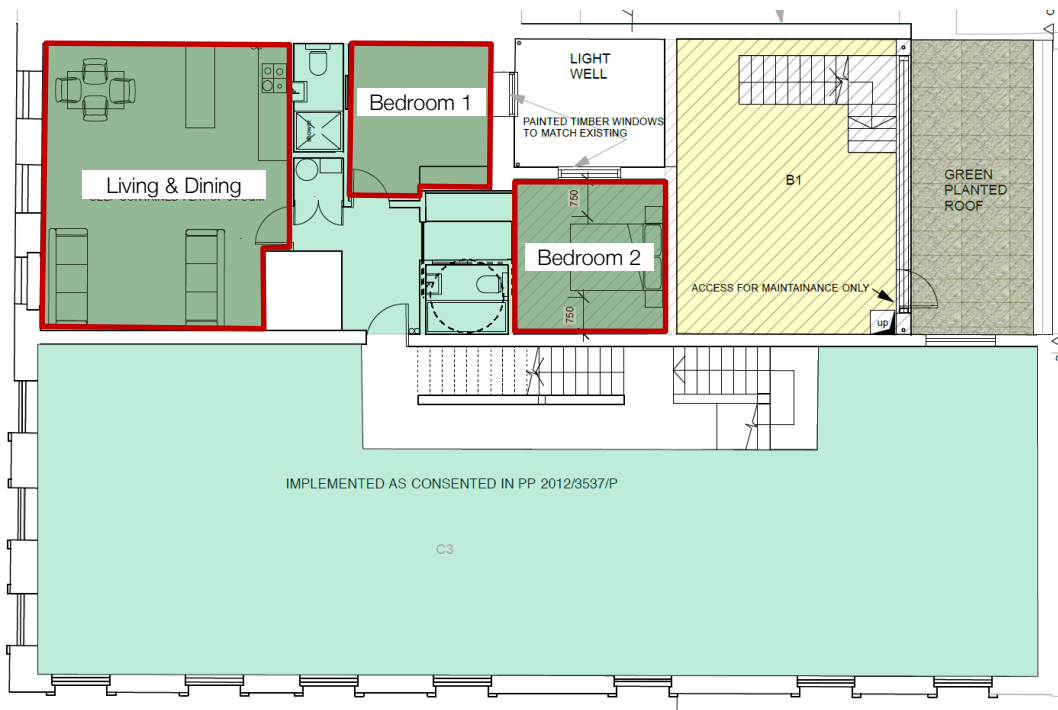 LIGHT
WELL
Bedroom 1
PAINTED TIMBER WINDOWS
TO MATCH EXISTING
Living & Dining
B1
GREEN
PLANTED
ROOF
750
Bedroom 2
ACCESS FOR MAINTAINANCE ONLY
750
up
IMPLEMENTED AS CONSENTED IN PP 2012/3537/P
C3